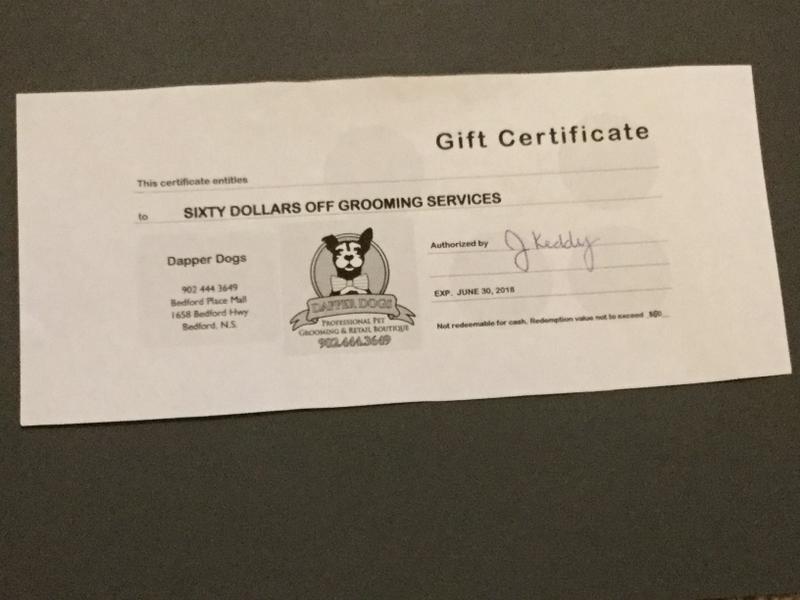 Gift Certificate
This certificate entitles
to SIXTY DOLLARS OFF GROOMING SERVICES
Dapper Dogs
902 444 3649
Bedford Place Mall
1658 Bedford Hwy
Bedford, N.S.
DAPPER DOGS
PROFESSIONAL PET
GROOMING & RETAIL BOUTIQUE
902.444.3649
Authorized by J Keddy
EXP. JUNE 30, 2018
Not redeemable for cash. Redemption value not to exceed $60